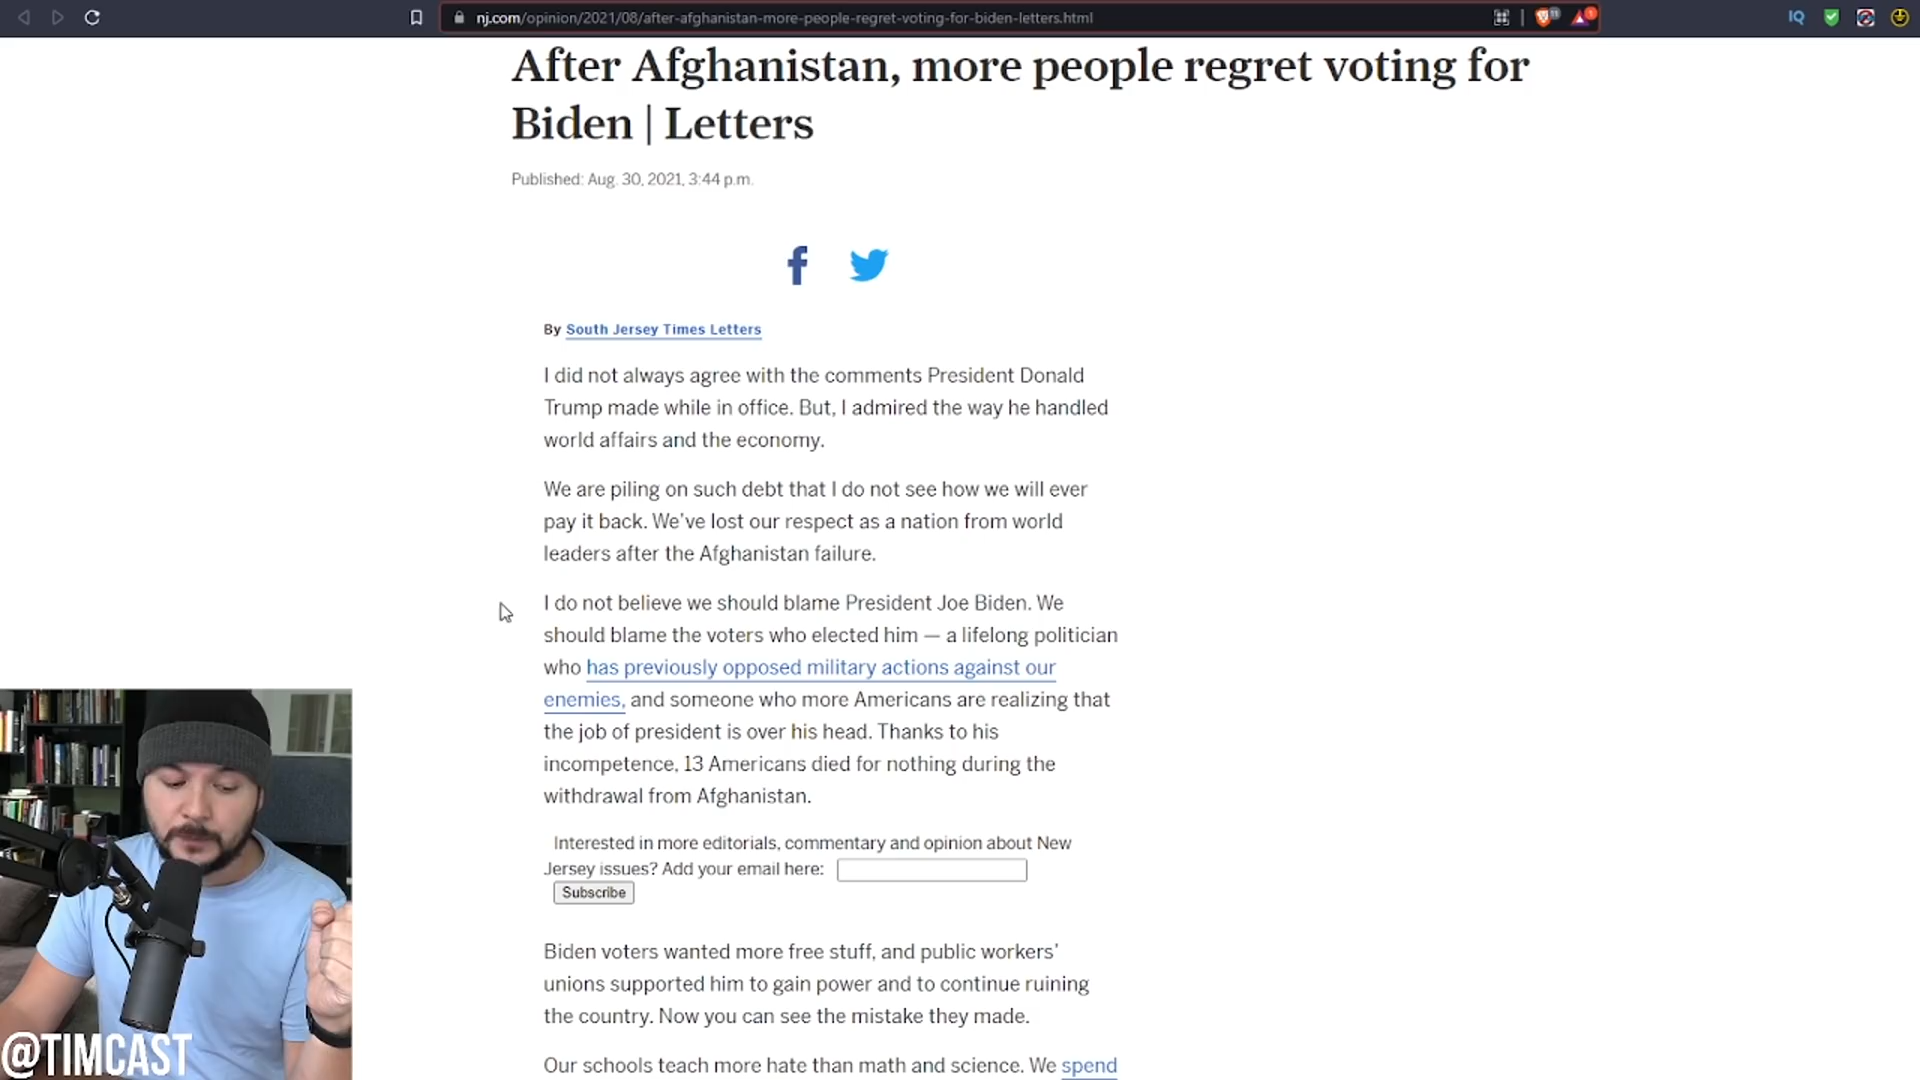 nj.com/opinion/2021/08/after-afghanistan-more-people-regret-voting-for-biden-letters.html
IQ
After Afghanistan, more people regret voting for
Biden | Letters
Published: Aug. 30, 2021, 3:44 p.m.
By South Jersey Times Letters
I did not always agree with the comments President Donald
Trump made while in office. But, I admired the way he handled
world affairs and the economy.
We are piling on such debt that I do not see how we will ever
pay it back. We’ve lost our respect as a nation from world
leaders after the Afghanistan failure.
I do not believe we should blame President Joe Biden. We
should blame the voters who elected him — a lifelong politician
who has previously opposed military actions against our
enemies, and someone who more Americans are realizing that
the job of president is over his head. Thanks to his
incompetence, 13 Americans died for nothing during the
withdrawal from Afghanistan.
Interested in more editorials, commentary and opinion about New
Jersey issues? Add your email here:
Subscribe
Biden voters wanted more free stuff, and public workers’
unions supported him to gain power and to continue ruining
the country. Now you can see the mistake they made.
Our schools teach more hate than math and science. We spend
@TIMCAST